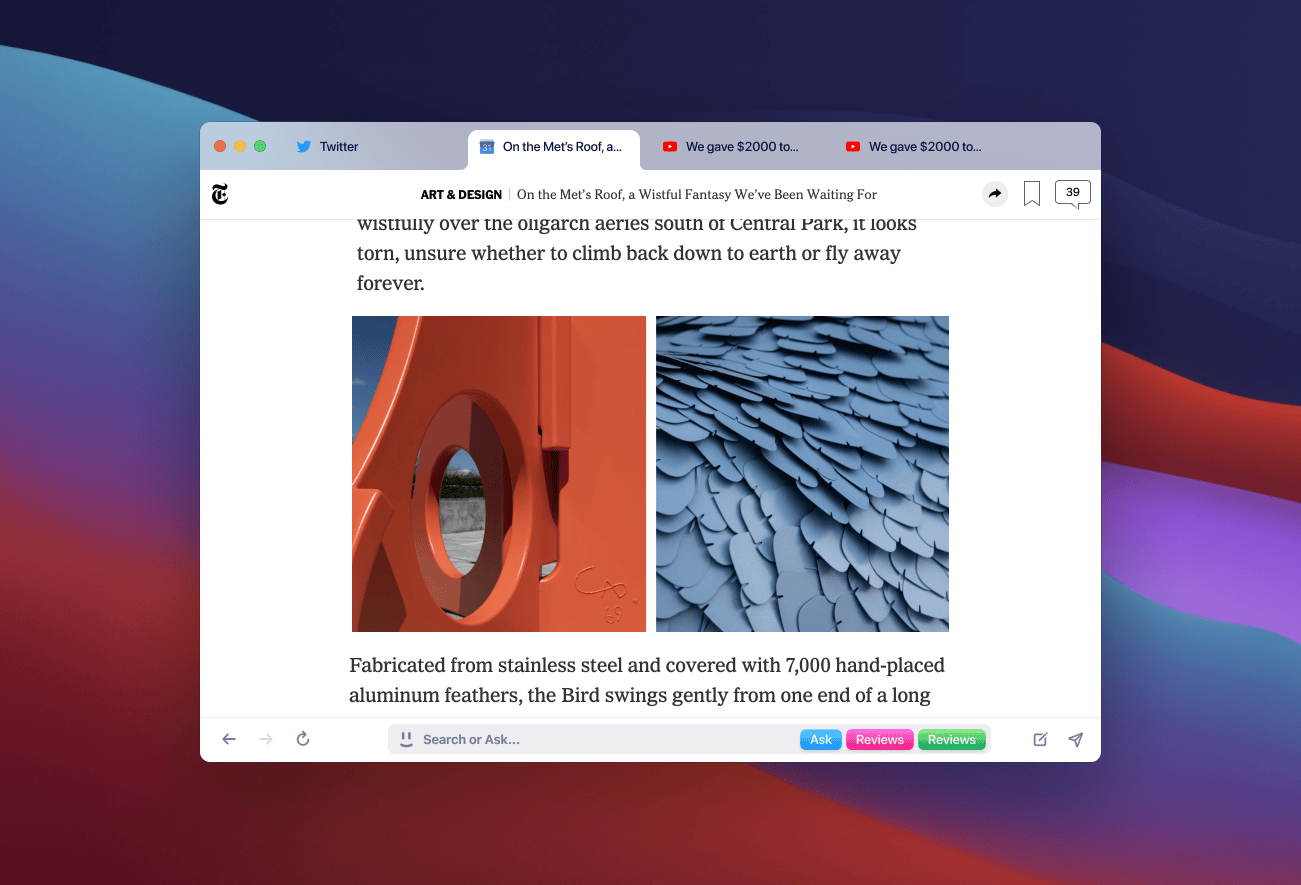 Twitter
31
On the Met's Roof, a...
We gave $2000 to...
We gave $2000 to...
ART & DESIGN | On the Met's Roof, a Wistful Fantasy We've Been Waiting For
39
wistfully over the oligarch aeries south of Central Park, it looks
torn, unsure whether to climb back down to earth or fly away
forever.
CA
69
Fabricated from stainless steel and covered with 7,000 hand-placed
aluminum feathers, the Bird swings gently from one end of a long
Search or Ask...
Ask
Reviews
Reviews